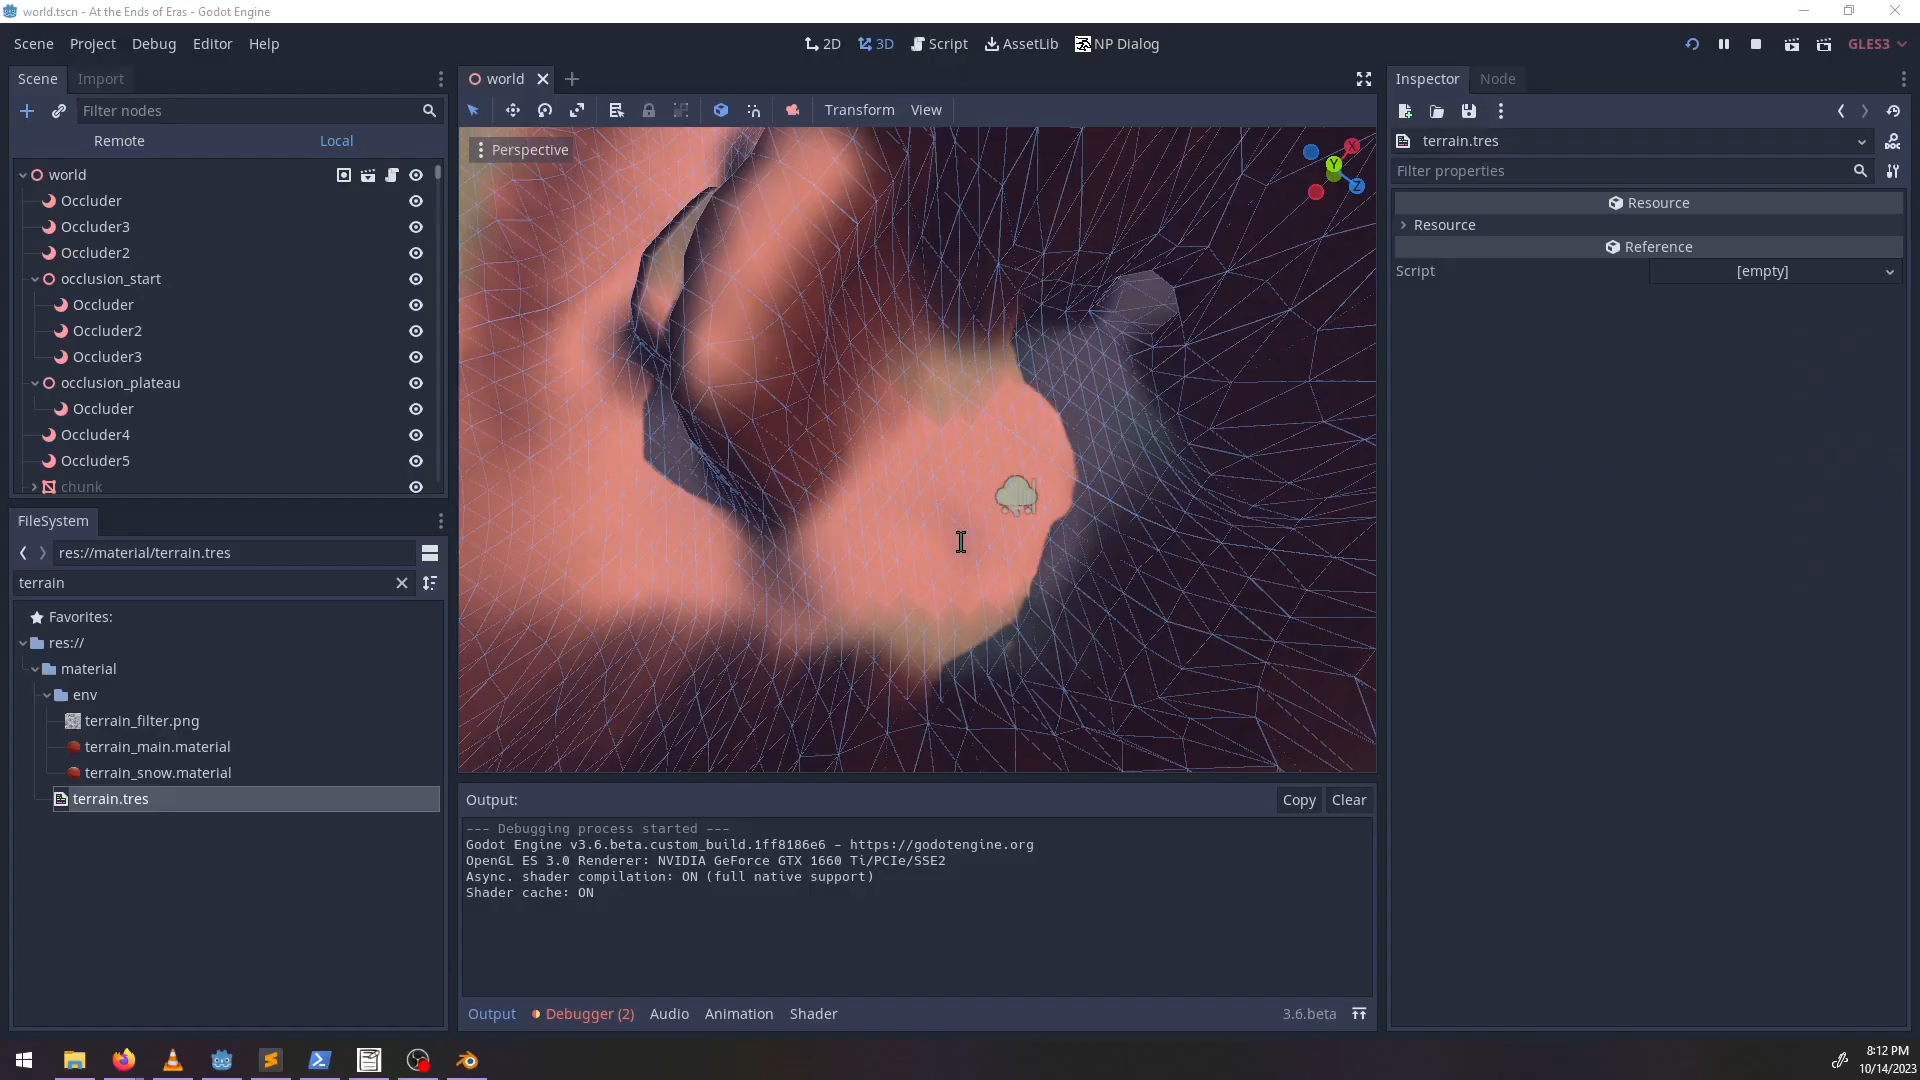 world.tscn - At the Ends of Eras - Godot Engine
Scene Project Debug Editor Help
2D 3D Script AssetLib NP Dialog
GLES3
Scene Import
Filter nodes
Remote Local
world
Occluder
Occluder3
Occluder2
occlusion_start
Occluder
Occluder2
Occluder3
occlusion_plateau
Occluder
Occluder4
Occluder5
chunk
FileSystem
res://material/terrain.tres
terrain
Favorites:
res://
material
env
terrain_filter.png
terrain_main.material
terrain_snow.material
terrain.tres
world
Transform View
Perspective
X
Y
Z
Output:
Copy Clear
--- Debugging process started ---
Godot Engine v3.6.beta.custom_build.1ff8186e6 - https://godotengine.org
OpenGL ES 3.0 Renderer: NVIDIA GeForce GTX 1660 Ti/PCIe/SSE2
Async. shader compilation: ON (full native support)
Shader cache: ON
Output Debugger (2) Audio Animation Shader
3.6.beta
Inspector Node
terrain.tres
Filter properties
Resource
Resource
Reference
Script [empty]
8:12 PM
10/14/2023